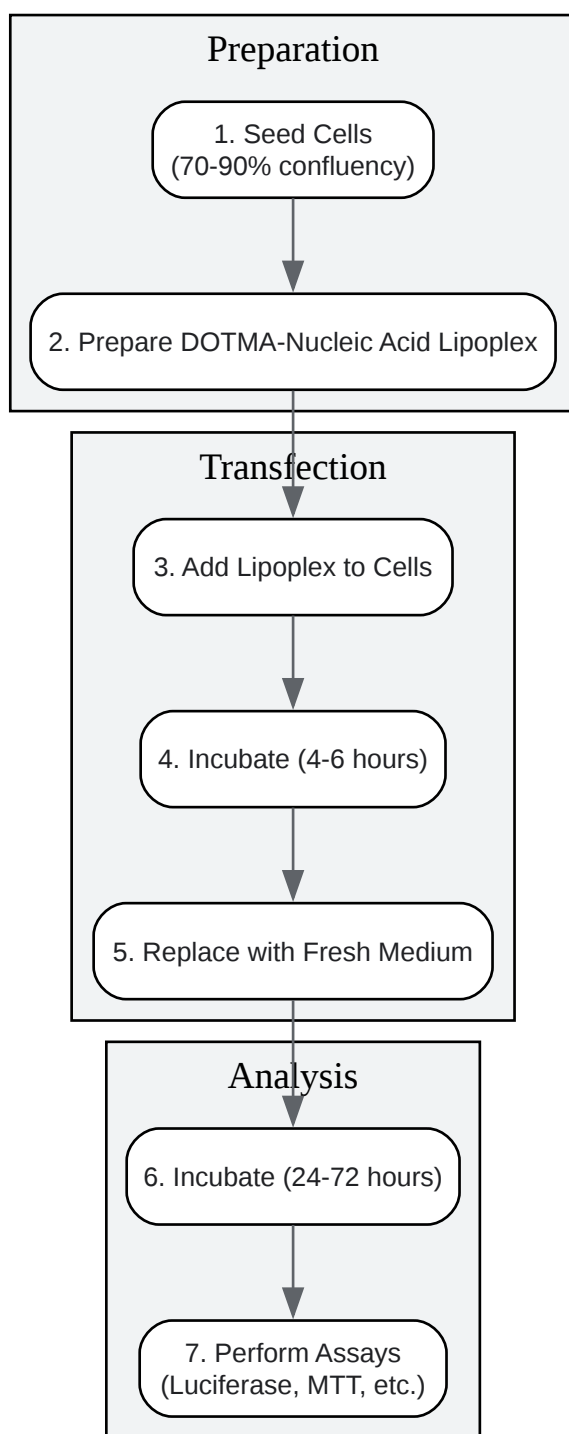 Preparation
1. Seed Cells
(70-90% confluency)
2. Prepare DOTMA-Nucleic Acid Lipoplex
Transfection
3. Add Lipoplex to Cells
4. Incubate (4-6 hours)
5. Replace with Fresh Medium
Analysis
6. Incubate (24-72 hours)
7. Perform Assays
(Luciferase, MTT, etc.)